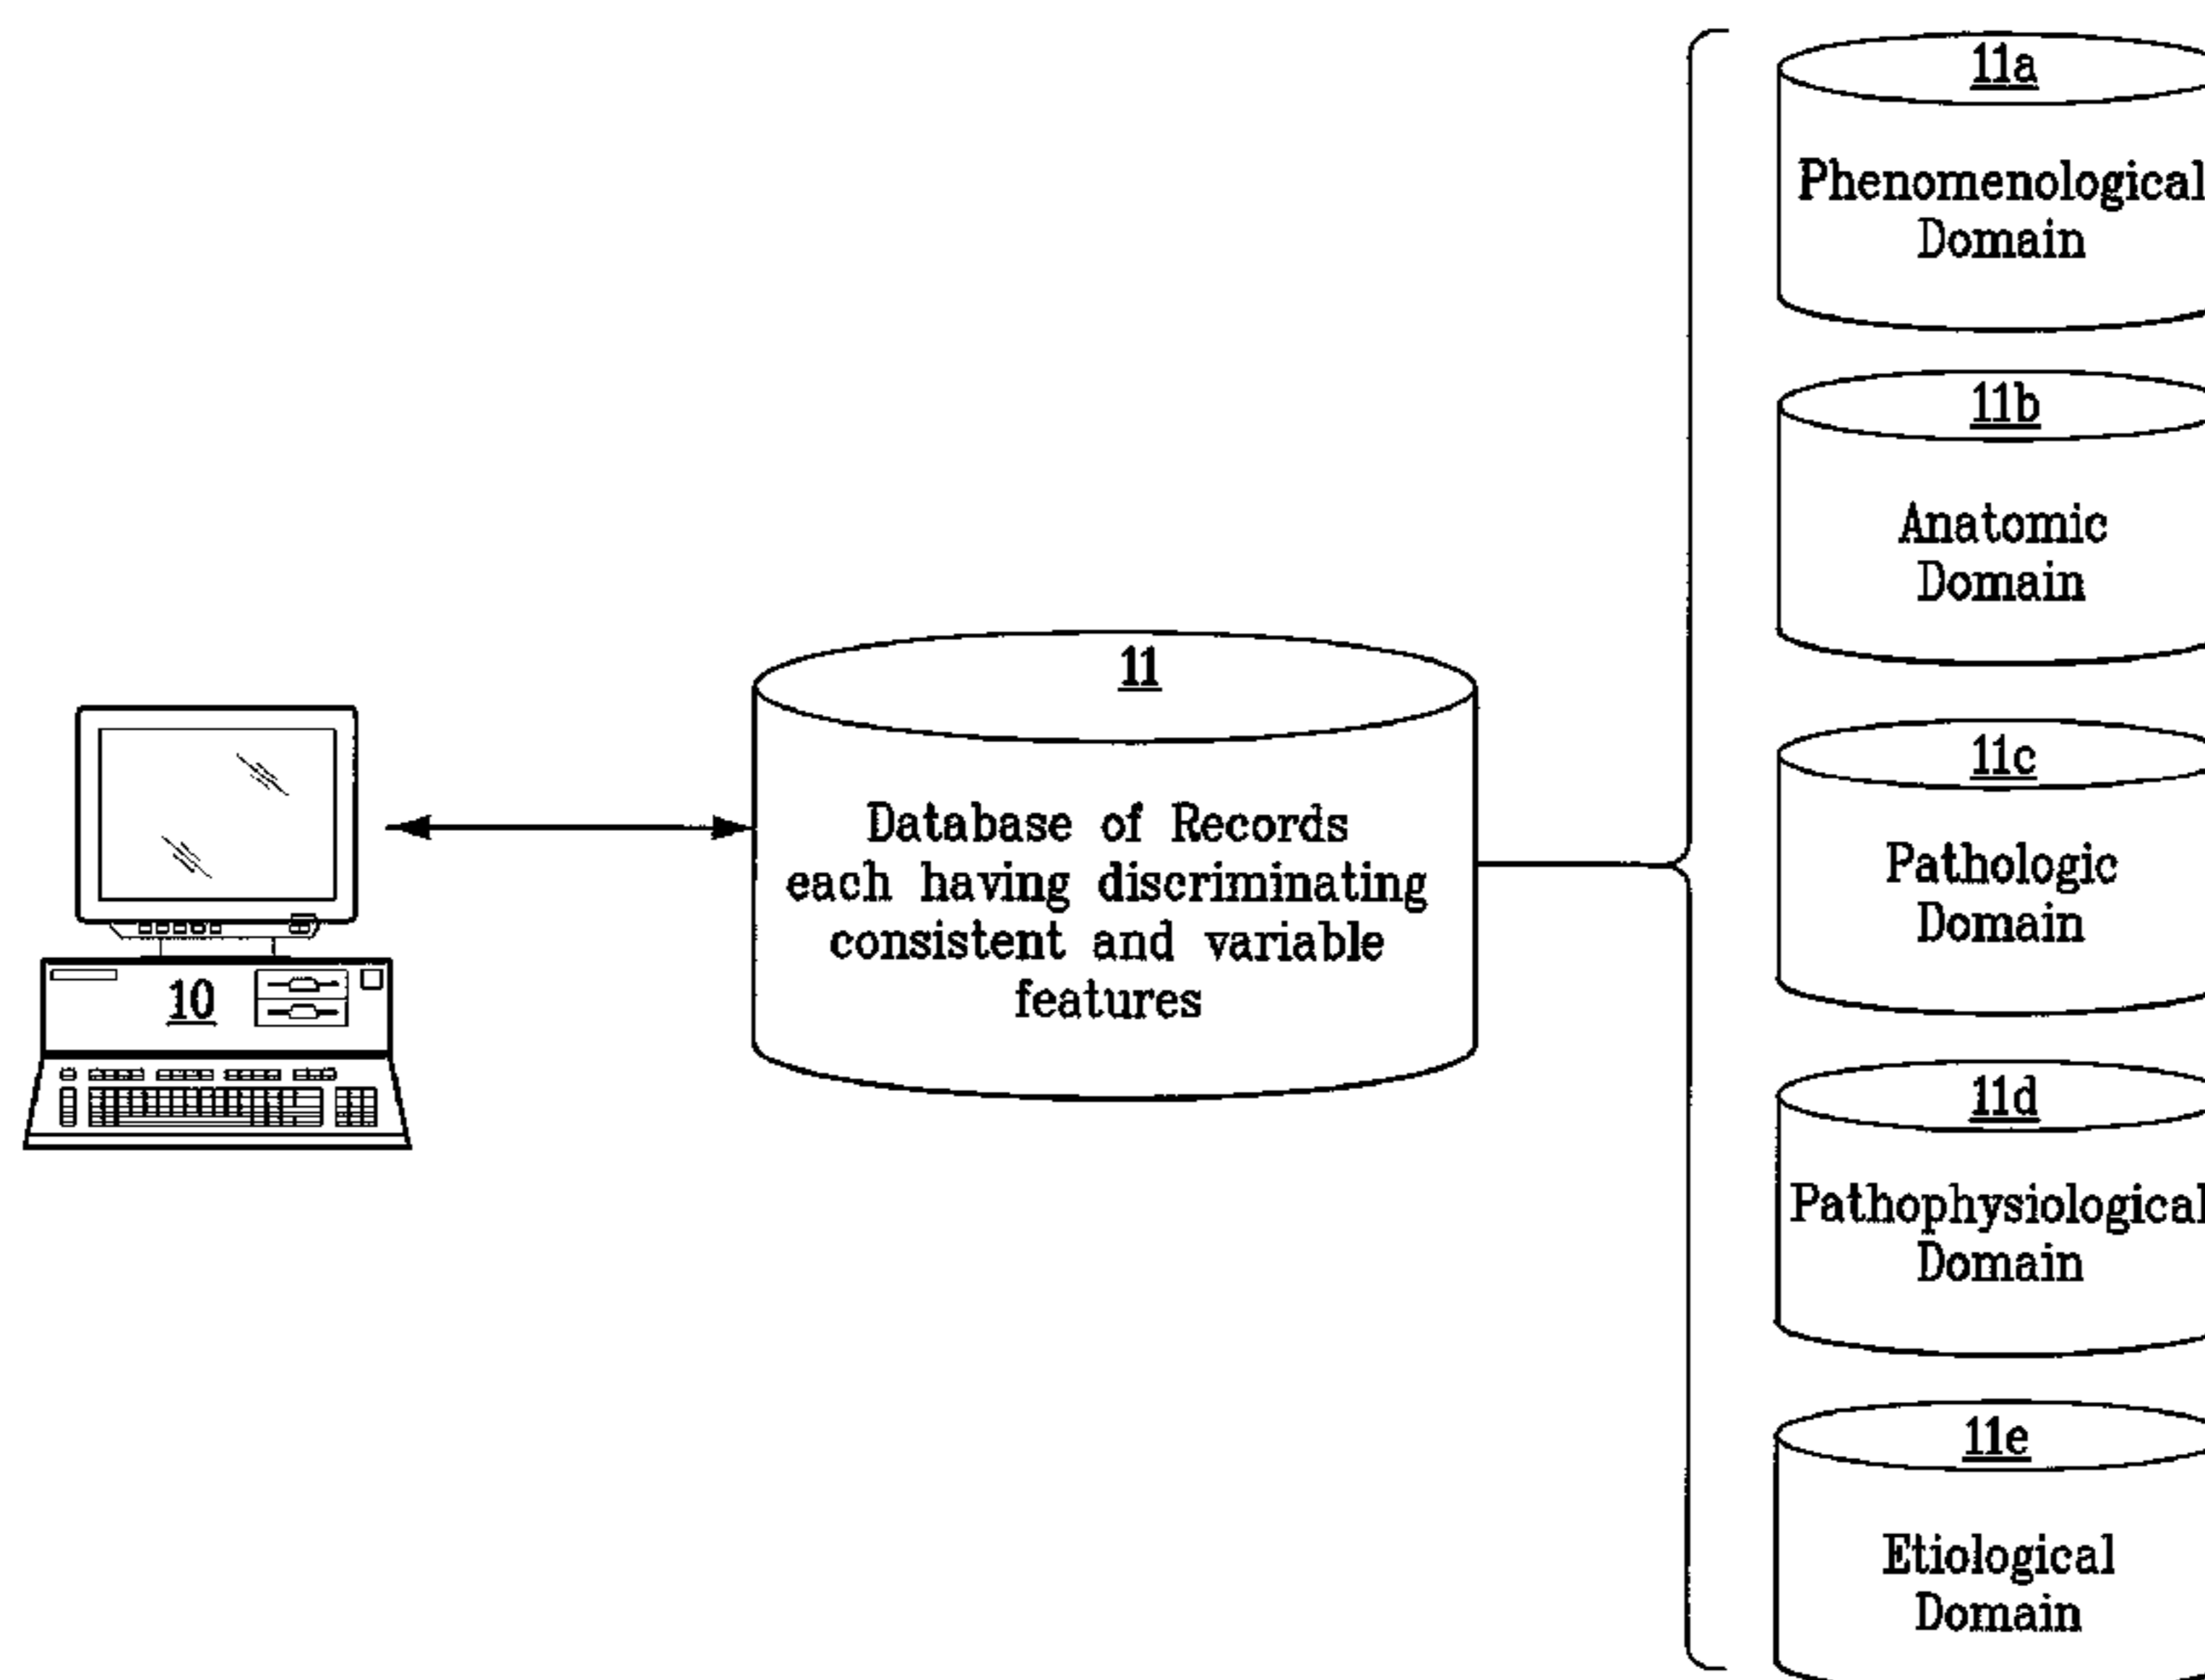 10
11
Database of Records
each having discriminating
consistent and variable
features
11a
Phenomenological
Domain
11b
Anatomic
Domain
11c
Pathologic
Domain
11d
Pathophysiological
Domain
11e
Etiological
Domain